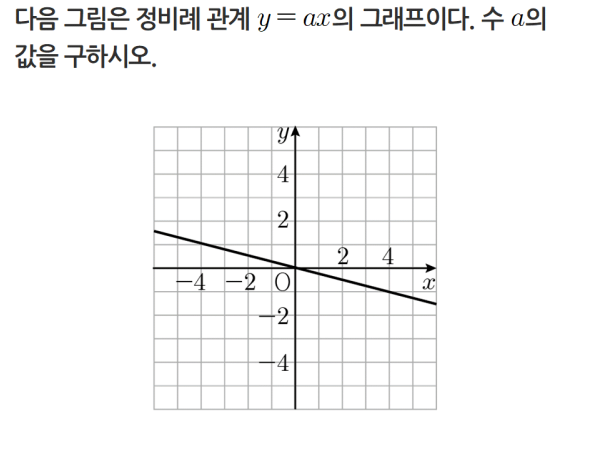 다음 그림은 정비례 관계 y = ax의 그래프이다. 수 a의
값을 구하시오.
y
4
2
2 4
−4 −2 O x
−2
−4